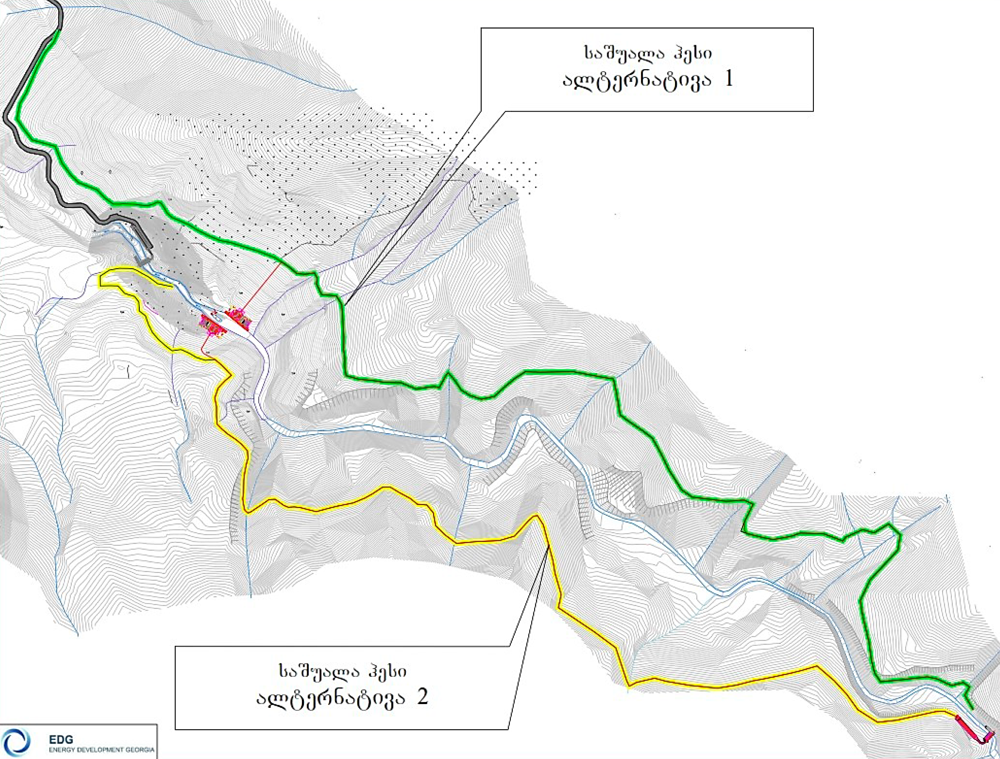 საშუალა ჰესი
ალტერნატივა 1
საშუალა ჰესი
ალტერნატივა 2
EDG
ENERGY DEVELOPMENT GEORGIA